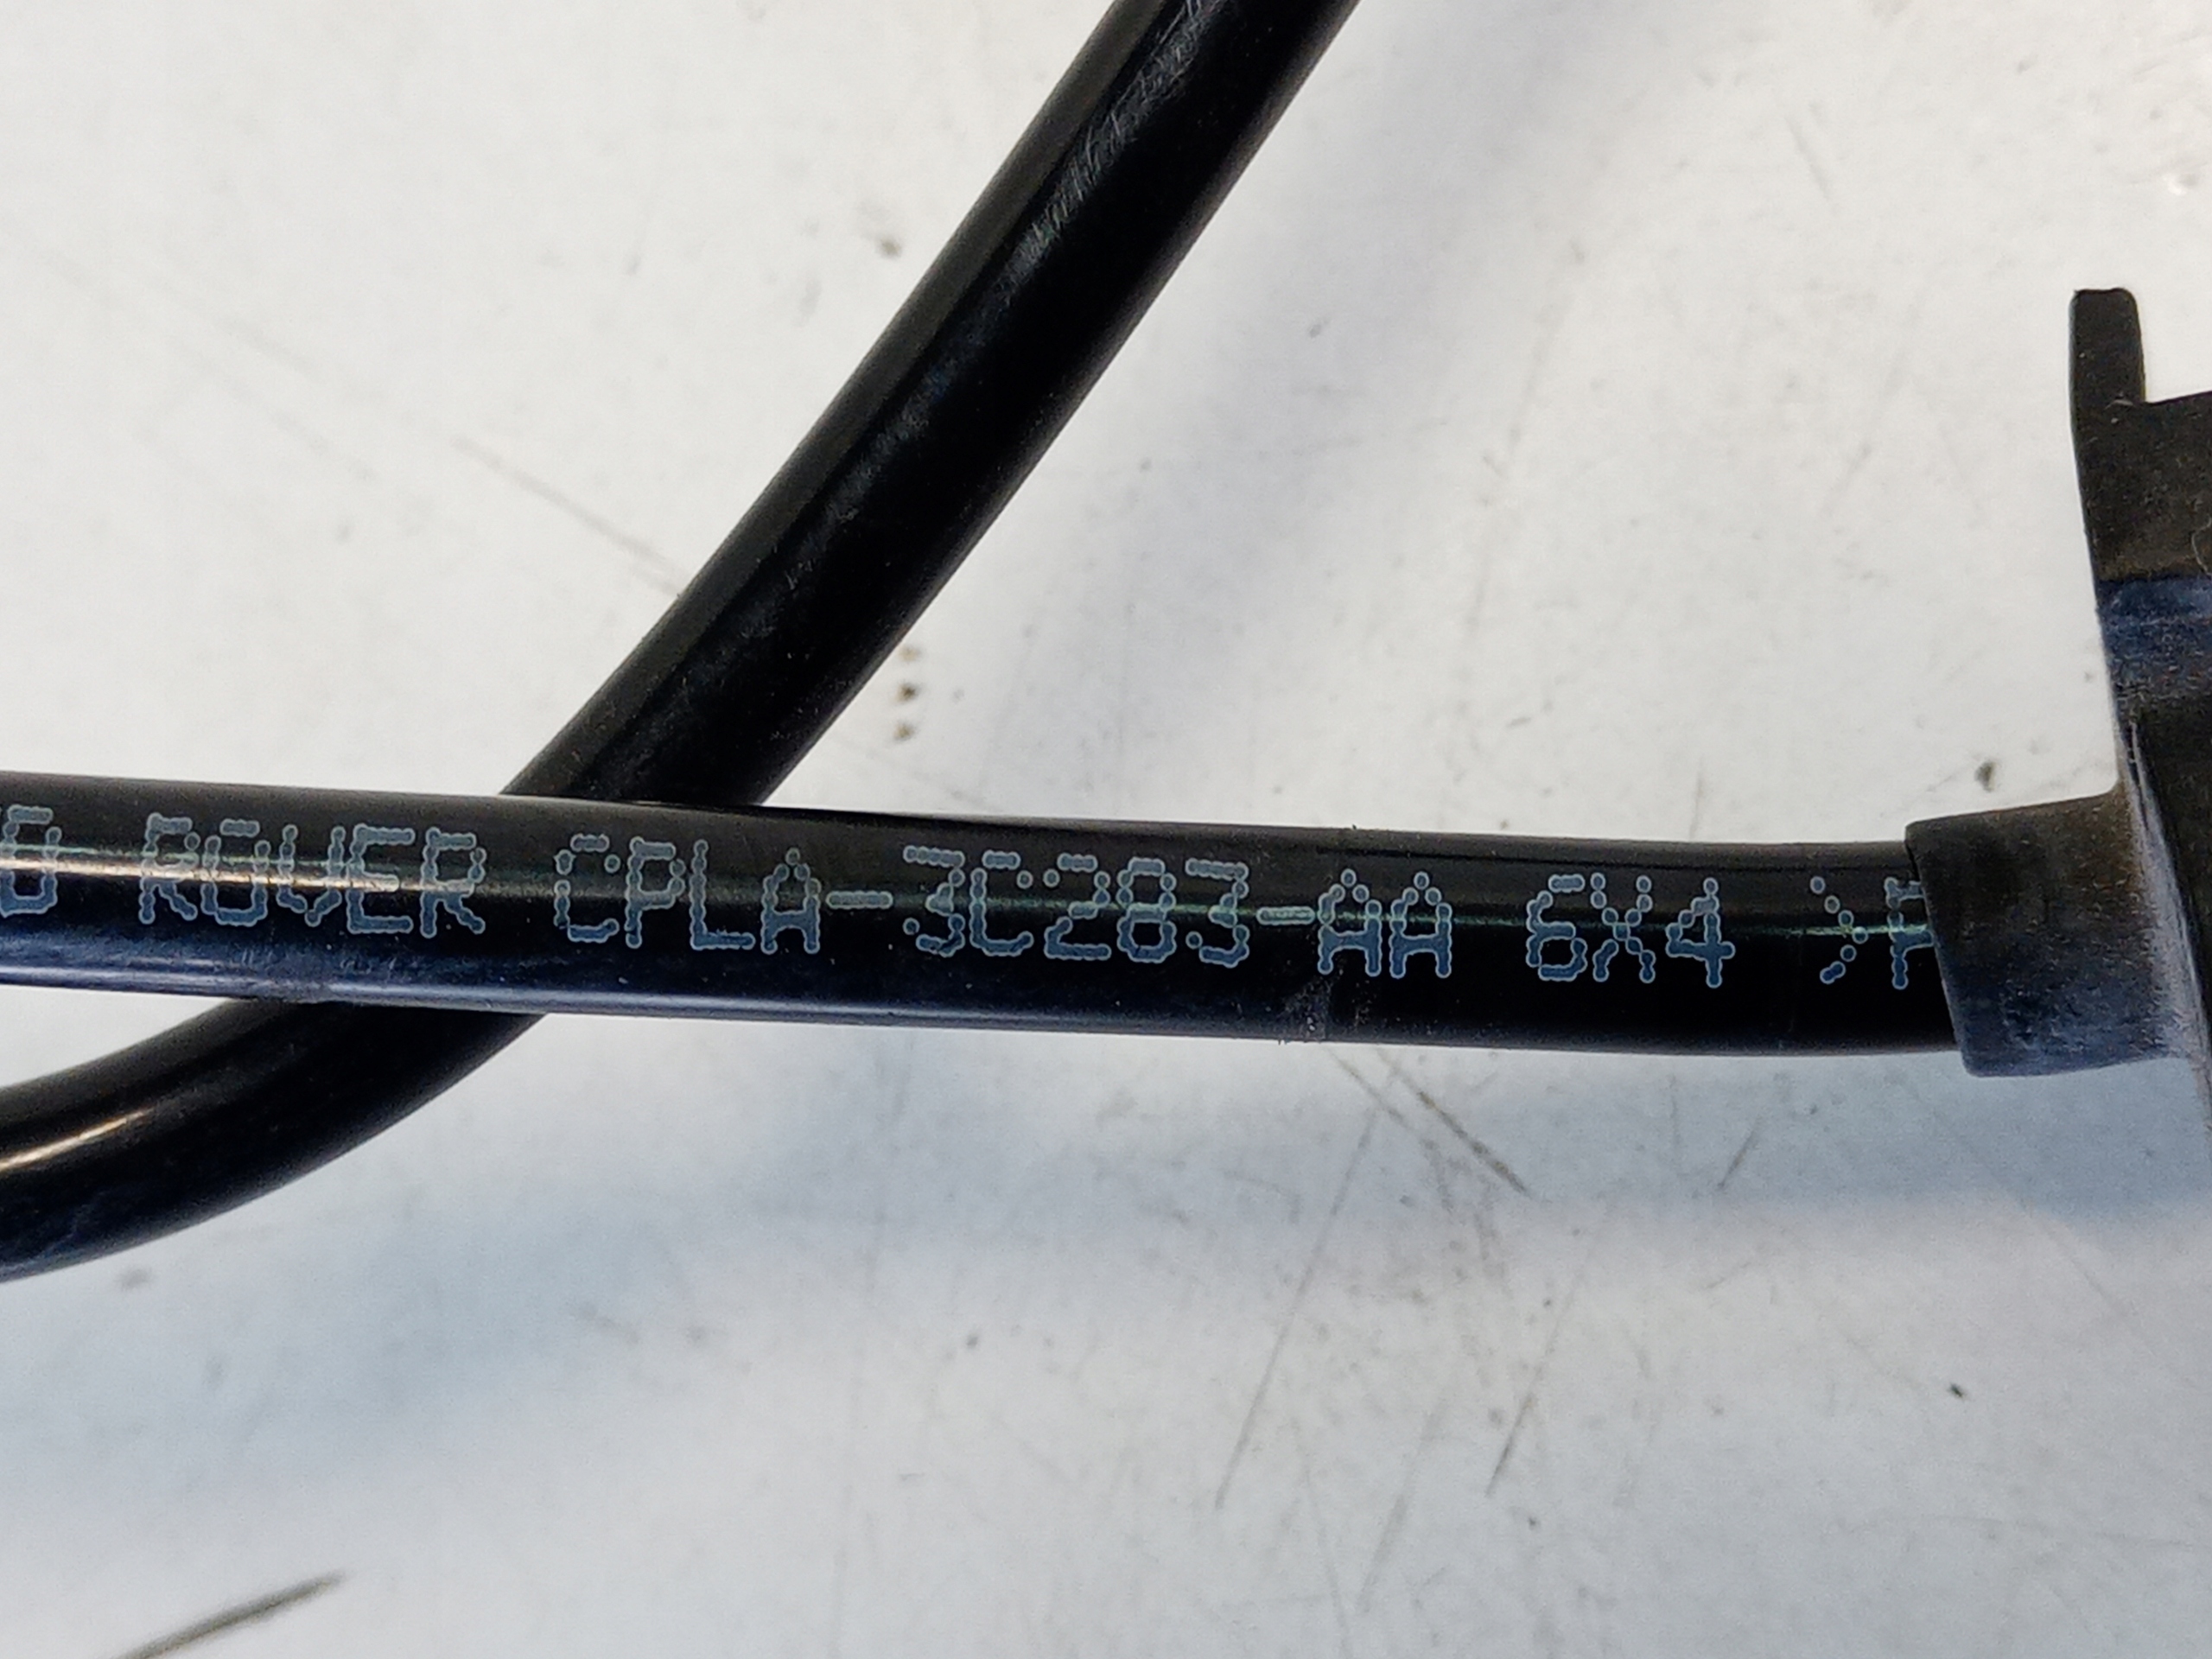 ROVER CPLA-3C283-AA 6X4 >P